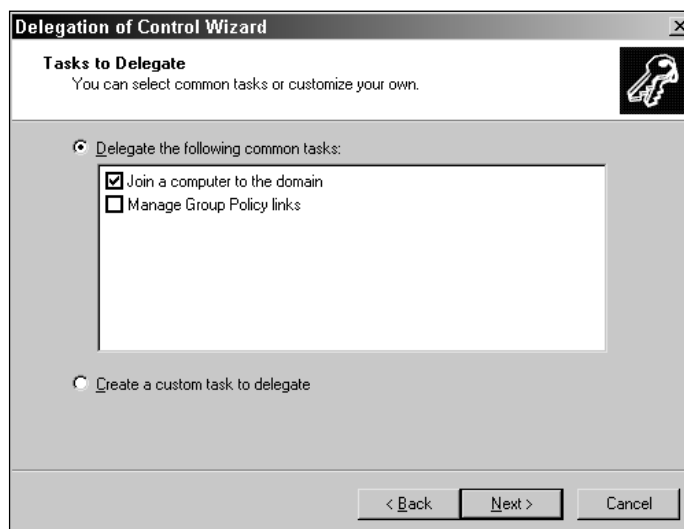 Delegation of Control Wizard
Tasks to Delegate
You can select common tasks or customize your own.
Delegate the following common tasks:
Join a computer to the domain
Manage Group Policy links
Create a custom task to delegate
< Back
Next >
Cancel